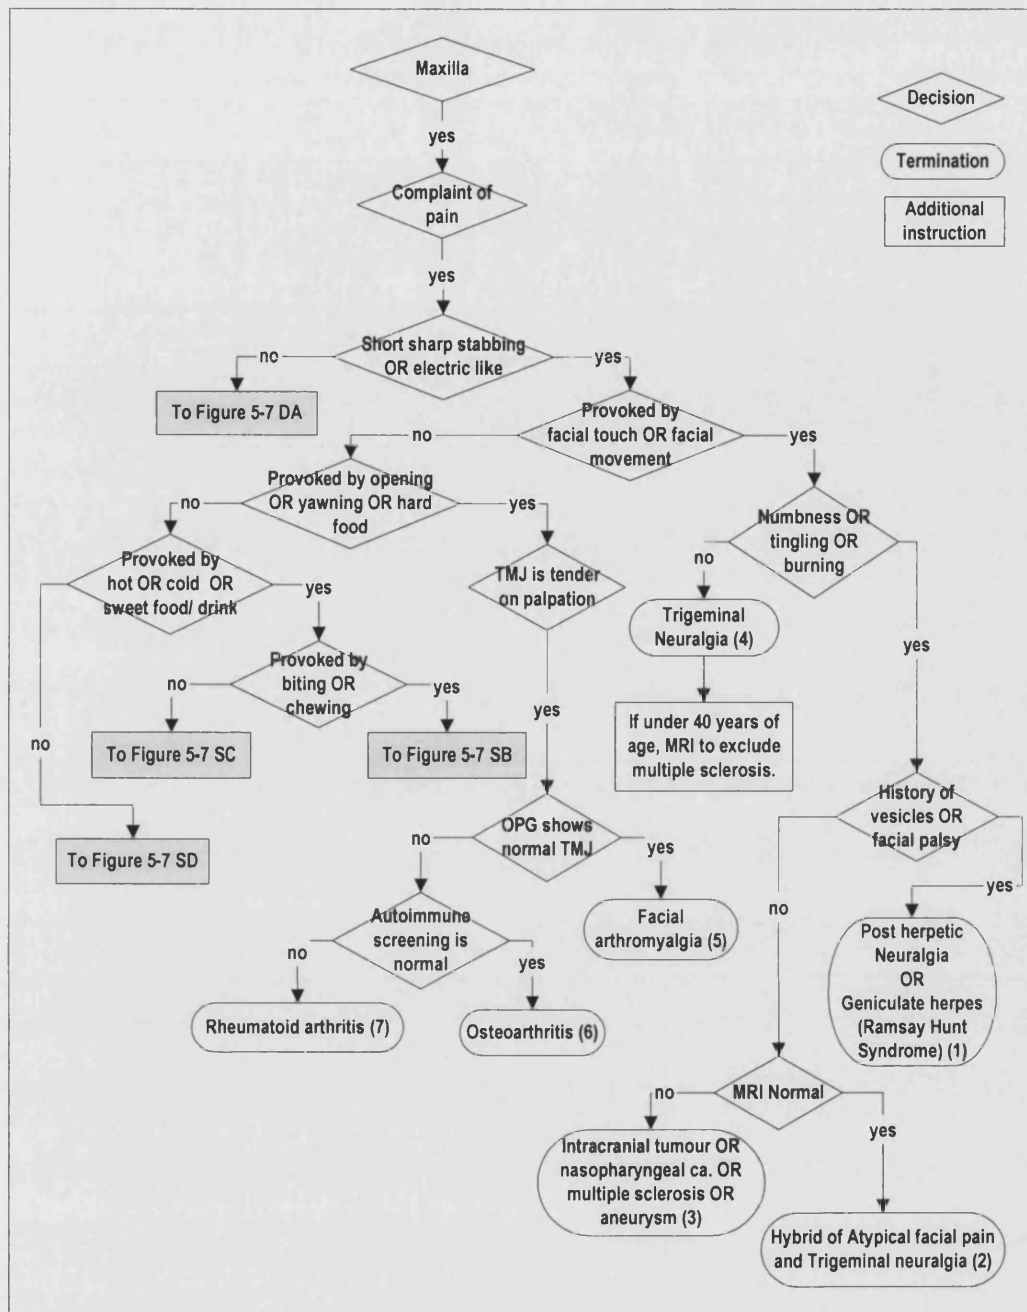 Maxilla
Decision
yes
Termination
Complaint of
pain
Additional
instruction
yes
Short sharp stabbing
OR electric like
no
yes
To Figure 5-7 DA
Provoked by
facial touch OR facial
movement
no
yes
Provoked by opening
OR yawning OR hard
food
no
yes
Numbness OR
tingling OR
burning
Provoked by
hot OR cold OR
sweet food/ drink
TMJ is tender
on palpation
no
yes
Trigeminal
Neuralgia (4)
yes
Provoked by
biting OR
chewing
no
yes
yes
If under 40 years of
age, MRI to exclude
multiple sclerosis.
no
To Figure 5-7 SC
To Figure 5-7 SB
History of
vesicles OR
facial palsy
OPG shows
normal TMJ
no
yes
To Figure 5-7 SD
yes
no
Autoimmune
screening is
normal
Facial
arthromyalgia (5)
Post herpetic
Neuralgia
OR
Geniculate herpes
(Ramsay Hunt
Syndrome) (1)
no
yes
Rheumatoid arthritis (7)
Osteoarthritis (6)
MRI Normal
no
yes
Intracranial tumour OR
nasopharyngeal ca. OR
multiple sclerosis OR
aneurysm (3)
Hybrid of Atypical facial pain
and Trigeminal neuralgia (2)